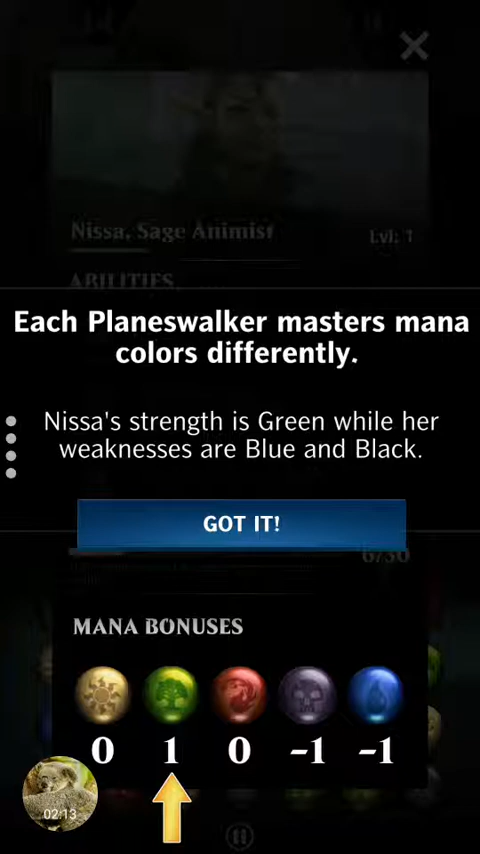 Nissa, Sage Animist
Lvl: 1
ABILITIES
Each Planeswalker masters mana
colors differently.
Nissa's strength is Green while her
weaknesses are Blue and Black.
GOT IT!
6/30
MANA BONUSES
0 1 0 -1 -1
02:13